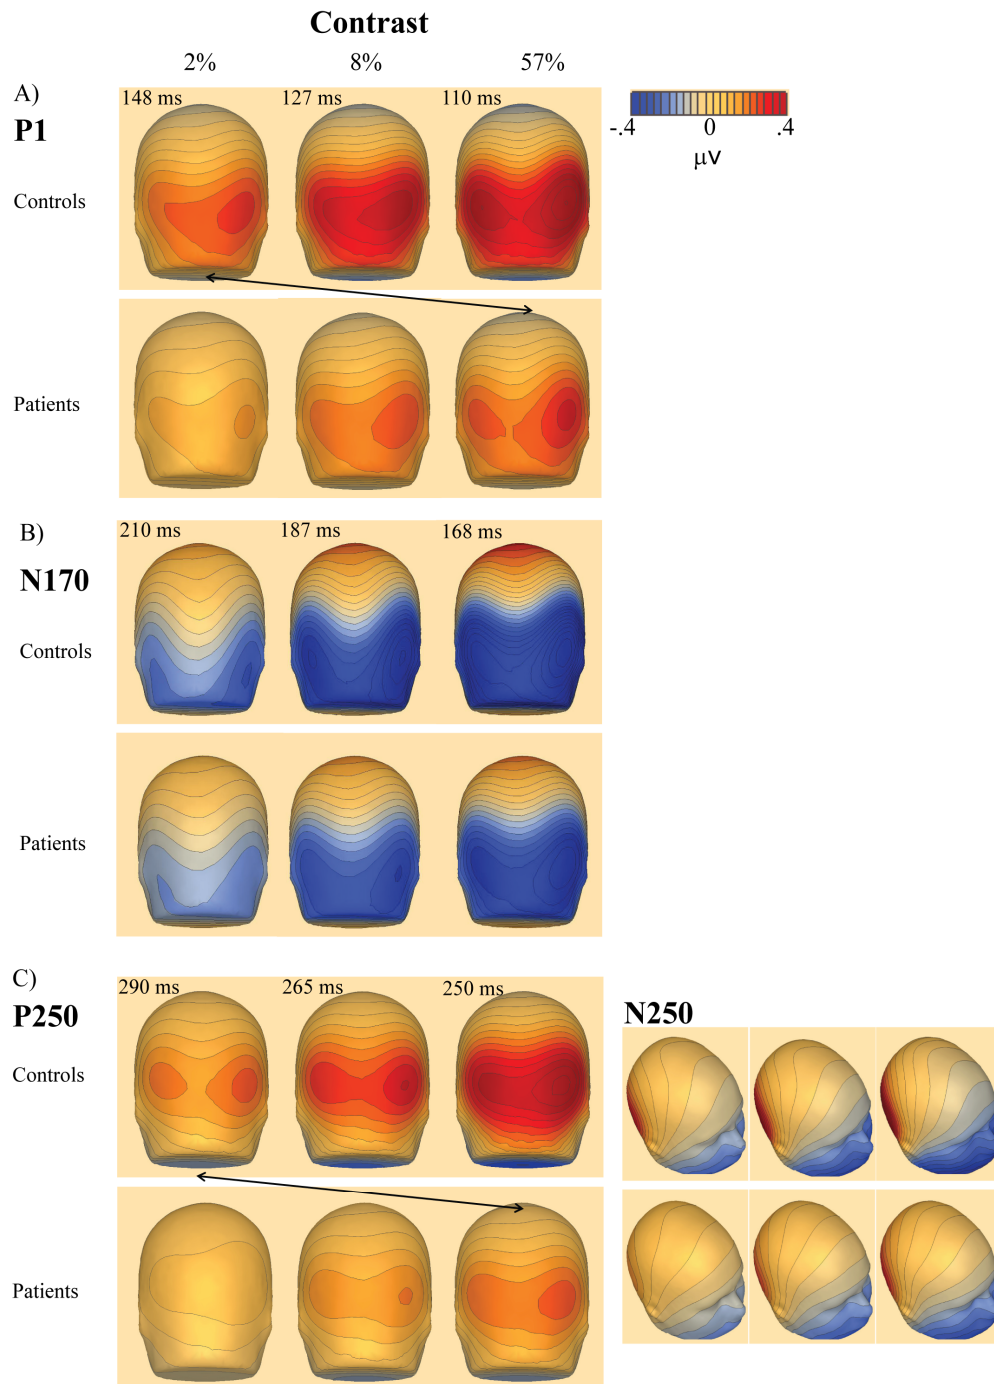 Contrast
2% 8% 57%
A)
P1
148 ms 127 ms 110 ms
-.4 0 .4
μV
Controls
Patients
B)
N170
210 ms 187 ms 168 ms
Controls
Patients
C)
P250
290 ms 265 ms 250 ms
N250
Controls
Patients